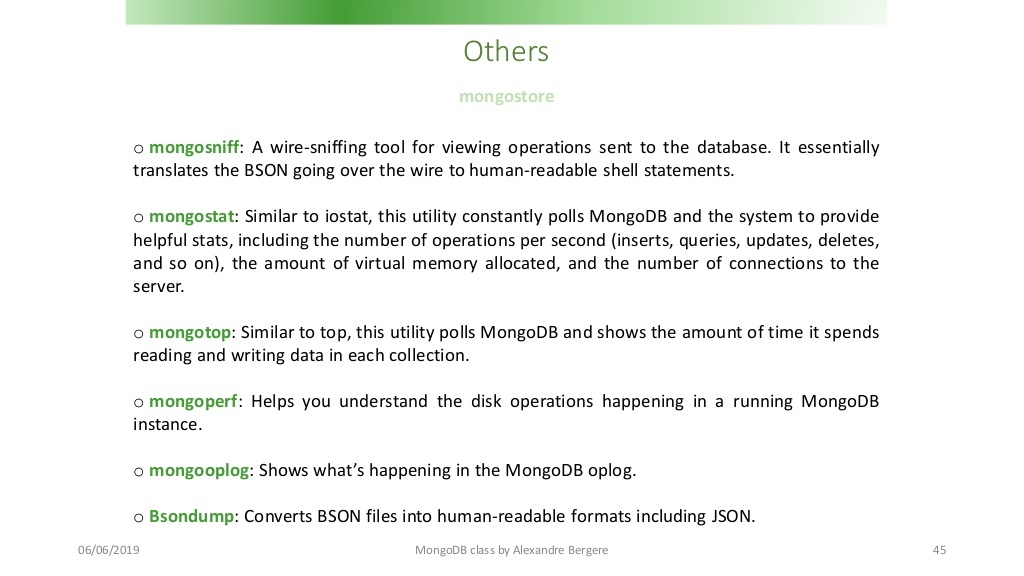 Others
mongostore
o mongosniff: A wire-sniffing tool for viewing operations sent to the database. It essentially
translates the BSON going over the wire to human-readable shell statements.
o mongostat: Similar to iostat, this utility constantly polls MongoDB and the system to provide
helpful stats, including the number of operations per second (inserts, queries, updates, deletes,
and so on), the amount of virtual memory allocated, and the number of connections to the
server.
o mongotop: Similar to top, this utility polls MongoDB and shows the amount of time it spends
reading and writing data in each collection.
o mongoperf: Helps you understand the disk operations happening in a running MongoDB
instance.
o mongooplog: Shows what’s happening in the MongoDB oplog.
o Bsondump: Converts BSON files into human-readable formats including JSON.
06/06/2019 MongoDB class by Alexandre Bergere 45